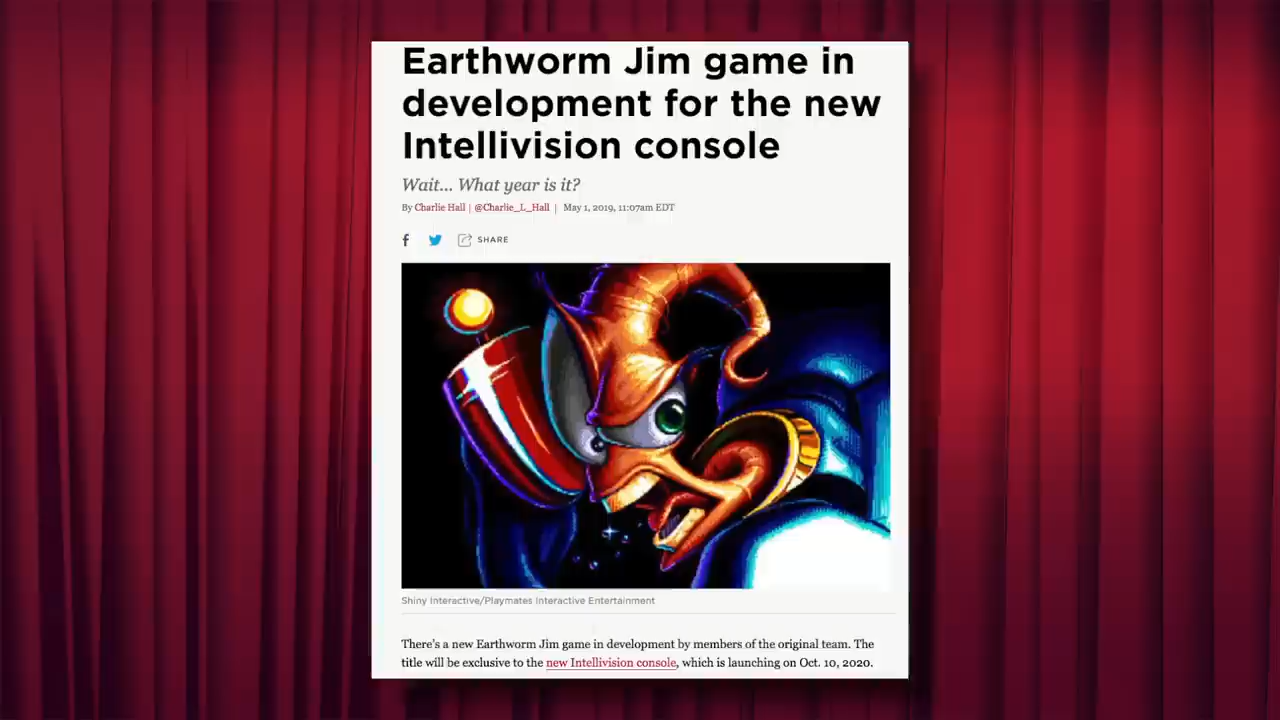 Earthworm Jim game in
development for the new
Intellivision console
Wait... What year is it?
By Charlie Hall | @Charlie_L_Hall | May 1, 2019, 11:07am EDT
SHARE
Shiny Interactive/Playmates Interactive Entertainment
There's a new Earthworm Jim game in development by members of the original team. The
title will be exclusive to the new Intellivision console, which is launching on Oct. 10, 2020.